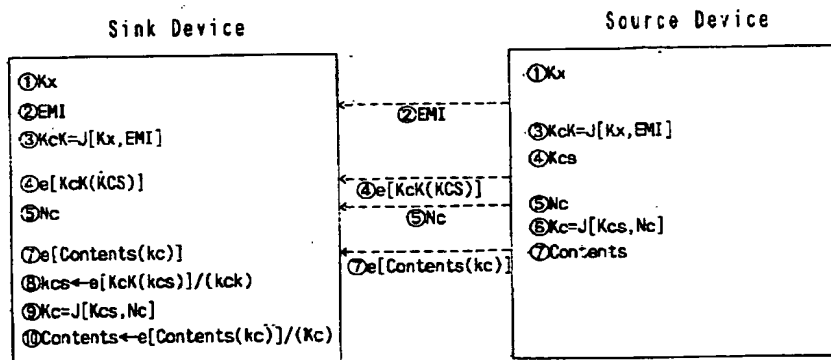 Sink Device
①Kx
②EMI
③KcK=J[Kx,EMI]
④e[KcK(KCS)]
⑤Nc
⑦e[Contents(kc)]
⑧kcs←e[KcK(kcs)]/(kck)
⑨Kc=J[Kcs,Nc]
⑩Contents←e[Contents(kc)]/(Kc)
②EMI
④e[KcK(KCS)]
⑤Nc
⑦e[Contents(kc)]
Source Device
①Kx
③KcK=J[Kx,EMI]
④Kcs
⑤Nc
⑥Kc=J[Kcs,Nc]
⑦Contents